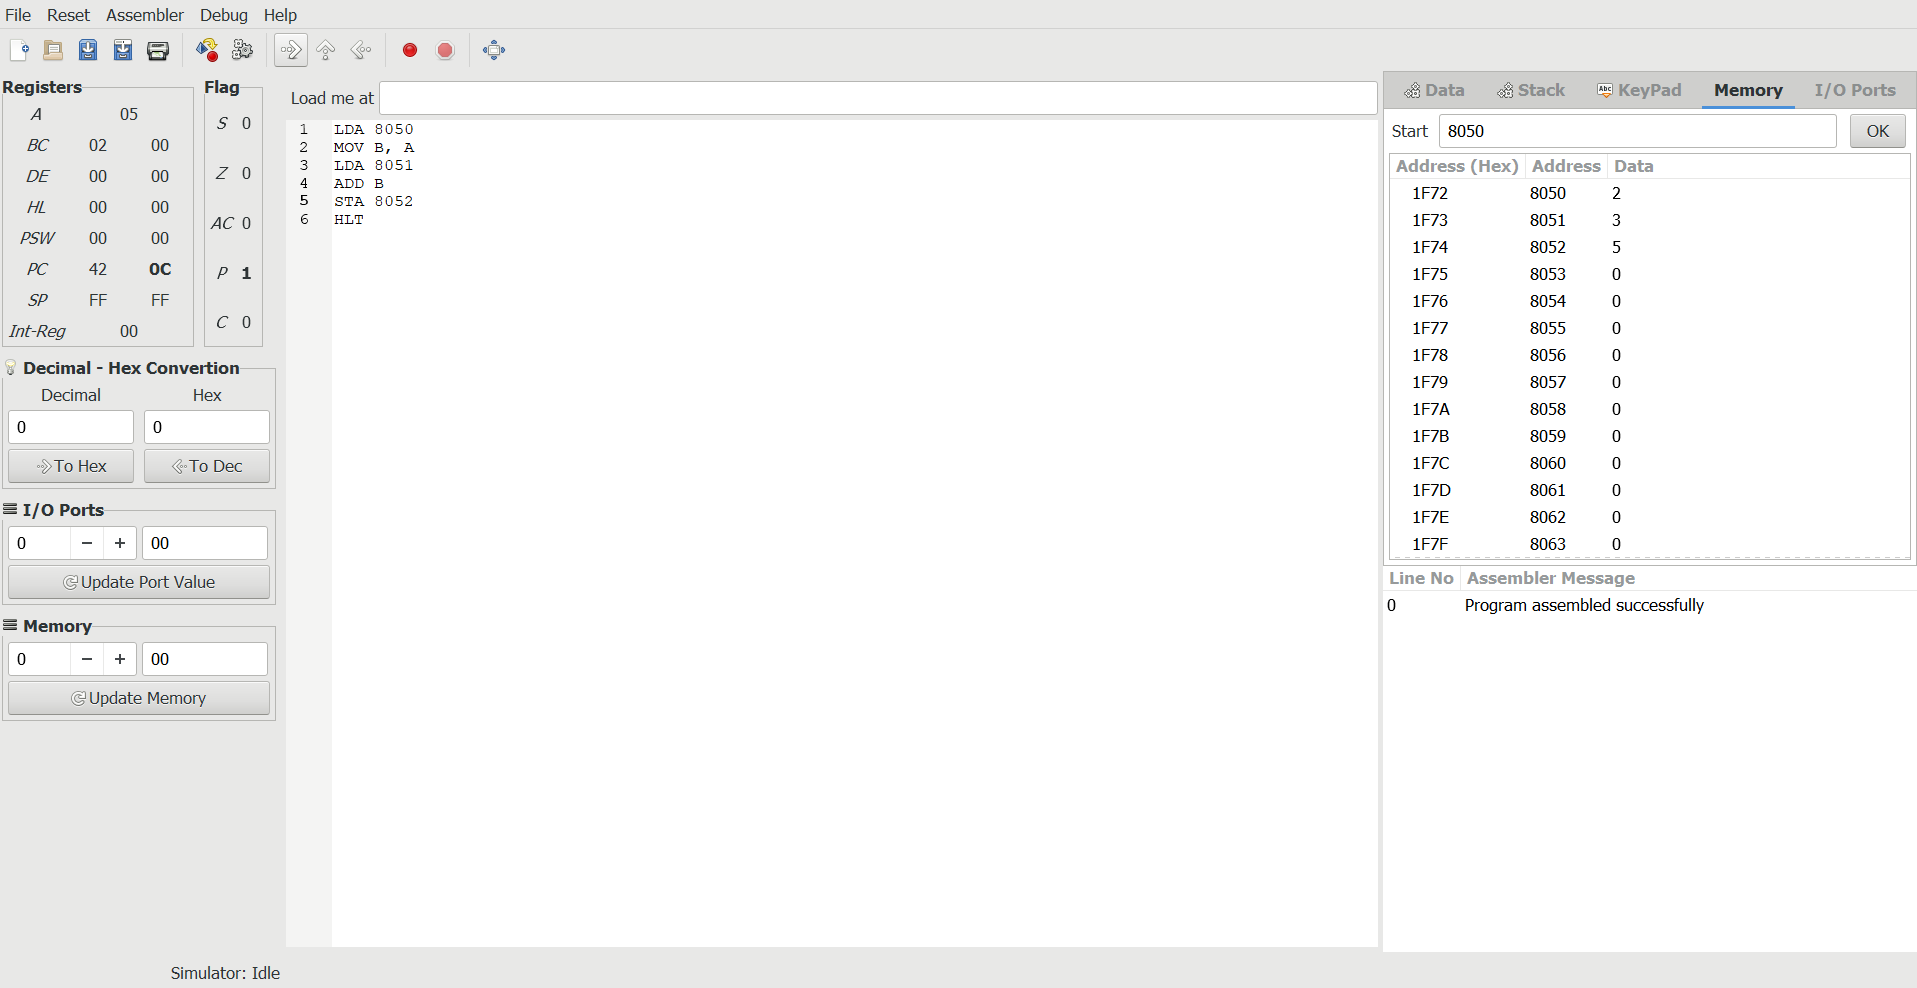 File Reset Assembler Debug Help
Registers
A 05
BC 02 00
DE 00 00
HL 00 00
PSW 00 00
PC 42 0C
SP FF FF
Int-Reg 00
Flag
S 0
Z 0
AC 0
P 1
C 0
Decimal - Hex Convertion
Decimal Hex
0 0
To Hex To Dec
I/O Ports
0 − + 00
Update Port Value
Memory
0 − + 00
Update Memory
Load me at
1 LDA 8050
2 MOV B, A
3 LDA 8051
4 ADD B
5 STA 8052
6 HLT
Data Stack Abc KeyPad Memory I/O Ports
Start 8050 OK
Address (Hex) Address Data
1F72 8050 2
1F73 8051 3
1F74 8052 5
1F75 8053 0
1F76 8054 0
1F77 8055 0
1F78 8056 0
1F79 8057 0
1F7A 8058 0
1F7B 8059 0
1F7C 8060 0
1F7D 8061 0
1F7E 8062 0
1F7F 8063 0
Line No Assembler Message
0 Program assembled successfully
Simulator: Idle